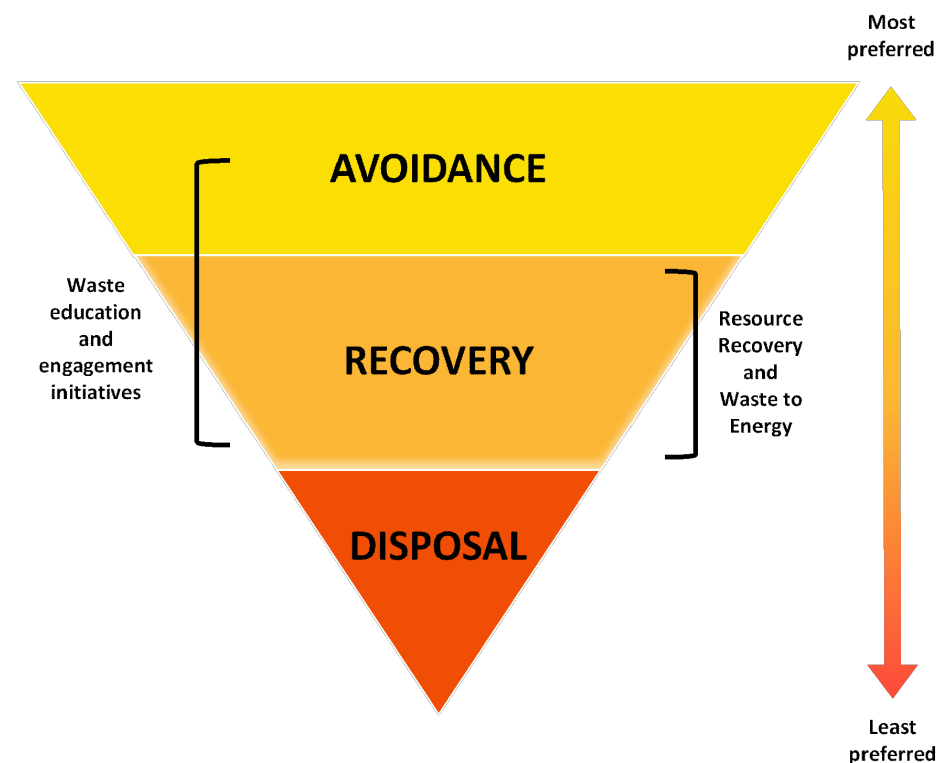 Most
preferred
AVOIDANCE
Waste
education
and
engagement
initiatives
RECOVERY
Resource
Recovery
and
Waste to
Energy
DISPOSAL
Least
preferred